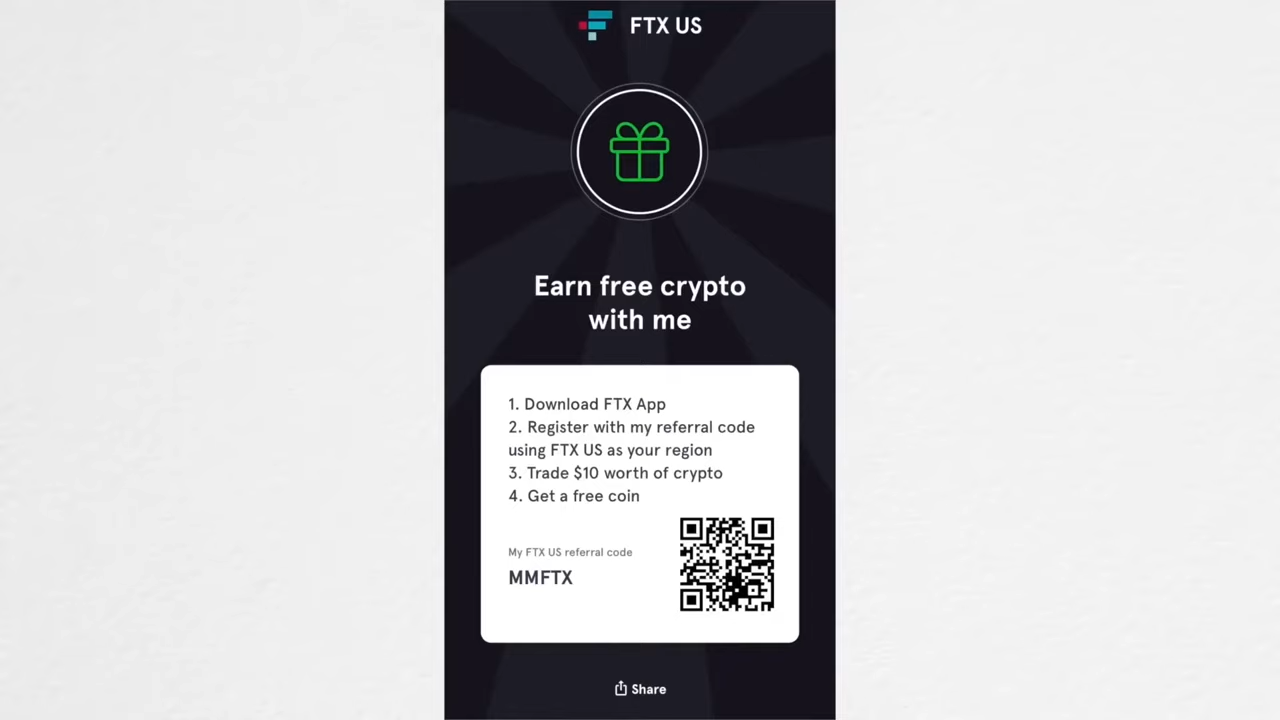 FTX US
Earn free crypto
with me
1. Download FTX App
2. Register with my referral code
using FTX US as your region
3. Trade $10 worth of crypto
4. Get a free coin
My FTX US referral code
MMFTX
Share